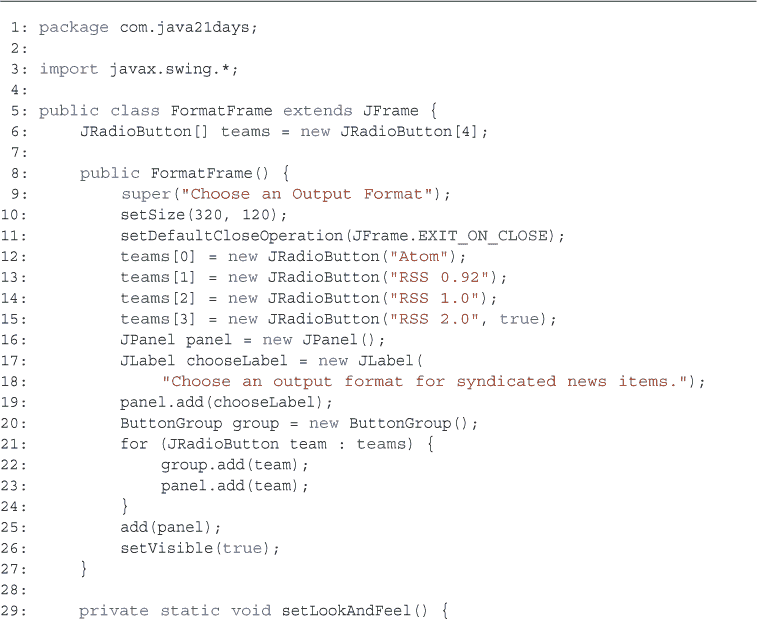 1: package com.java21days;
2:
3: import javax.swing.*;
4:
5: public class FormatFrame extends JFrame {
6:     JRadioButton[] teams = new JRadioButton[4];
7:
8:     public FormatFrame() {
9:         super("Choose an Output Format");
10:         setSize(320, 120);
11:         setDefaultCloseOperation(JFrame.EXIT_ON_CLOSE);
12:         teams[0] = new JRadioButton("Atom");
13:         teams[1] = new JRadioButton("RSS 0.92");
14:         teams[2] = new JRadioButton("RSS 1.0");
15:         teams[3] = new JRadioButton("RSS 2.0", true);
16:         JPanel panel = new JPanel();
17:         JLabel chooseLabel = new JLabel(
18:             "Choose an output format for syndicated news items.");
19:         panel.add(chooseLabel);
20:         ButtonGroup group = new ButtonGroup();
21:         for (JRadioButton team : teams) {
22:             group.add(team);
23:             panel.add(team);
24:         }
25:         add(panel);
26:         setVisible(true);
27:     }
28:
29:     private static void setLookAndFeel() {